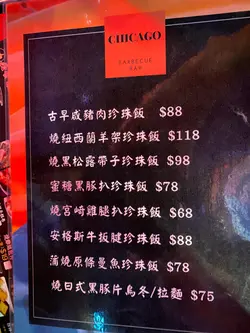 CHICAGO
BARBECUE
BAR
古早咸豬肉珍珠飯 $88
燒紐西蘭羊架珍珠飯 $118
燒黑松露帶子珍珠飯 $98
蜜糖黑豚扒珍珠飯 $78
燒宮崎雞腿扒珍珠飯 $68
安格斯牛板腱珍珠飯 $88
蒲燒原條曼魚珍珠飯 $78
燒日式黑豚片烏冬/拉麵 $75